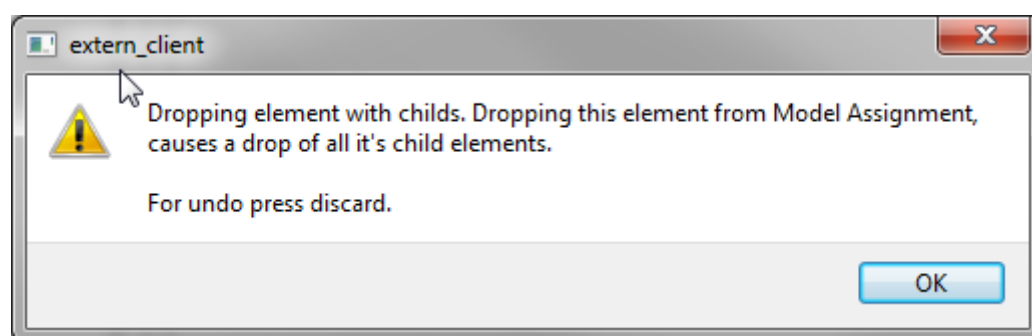 extern_client
Dropping element with childs. Dropping this element from Model Assignment,
causes a drop of all it's child elements.
For undo press discard.
OK